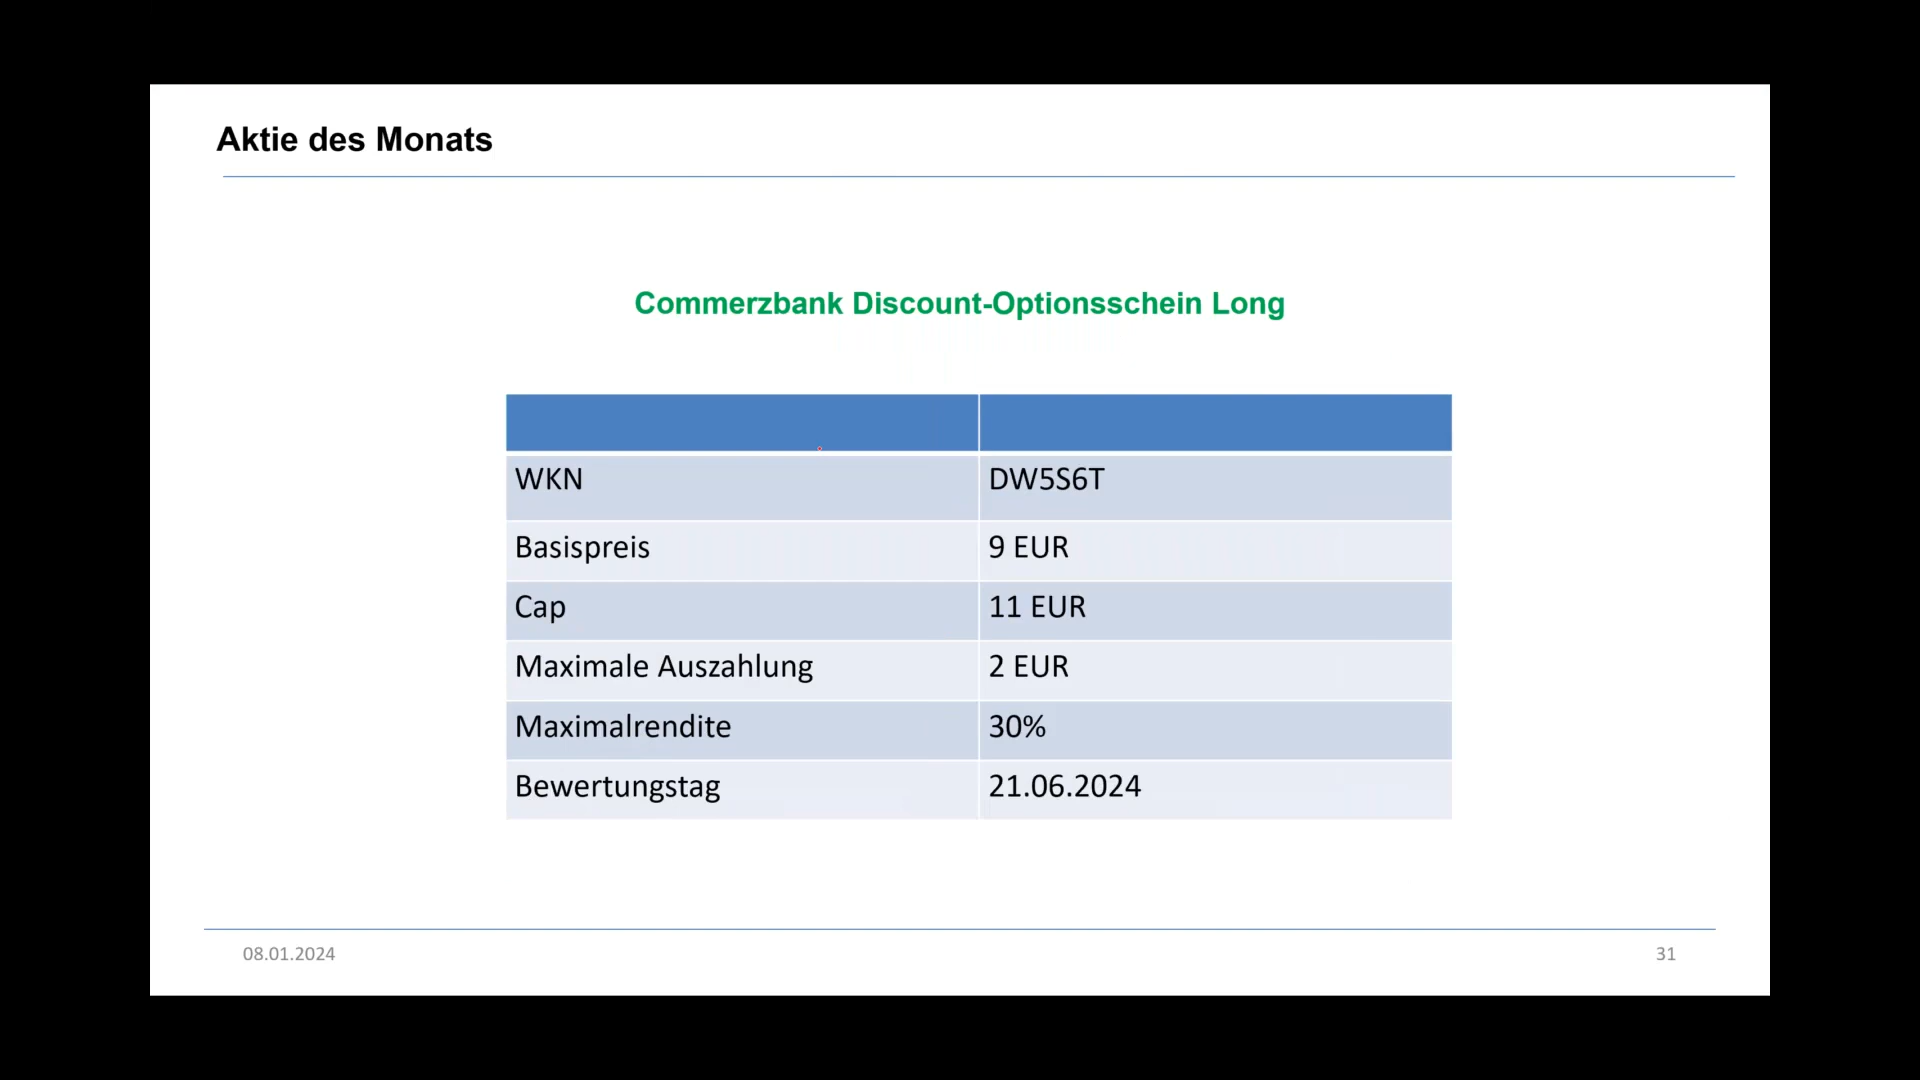 Aktie des Monats
Commerzbank Discount-Optionsschein Long
WKN DW5S6T
Basispreis 9 EUR
Cap 11 EUR
Maximale Auszahlung 2 EUR
Maximalrendite 30%
Bewertungstag 21.06.2024
08.01.2024 31